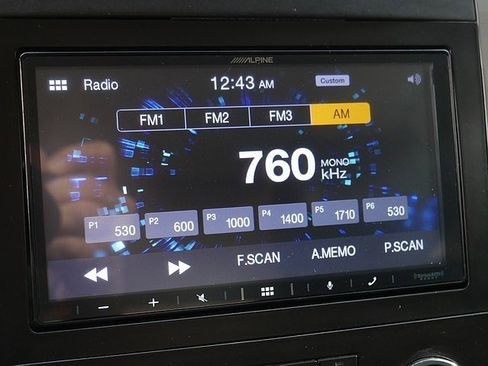 ALPINE
Radio 12:43 AM Custom
FM1 FM2 FM3 AM
760 MONO kHz
P1 530 P2 600 P3 1000 P4 1400 P5 1710 P6 530
F.SCAN A.MEMO P.SCAN